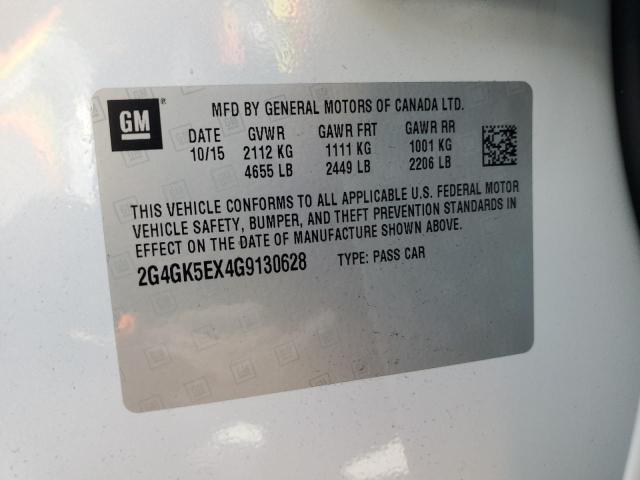 GM ®
MFD BY GENERAL MOTORS OF CANADA LTD.
DATE GVWR GAWR FRT GAWR RR
10/15 2112 KG 1111 KG 1001 KG
4655 LB 2449 LB 2206 LB
THIS VEHICLE CONFORMS TO ALL APPLICABLE U.S. FEDERAL MOTOR
VEHICLE SAFETY, BUMPER, AND THEFT PREVENTION STANDARDS IN
EFFECT ON THE DATE OF MANUFACTURE SHOWN ABOVE.
2G4GK5EX4G9130628 TYPE: PASS CAR